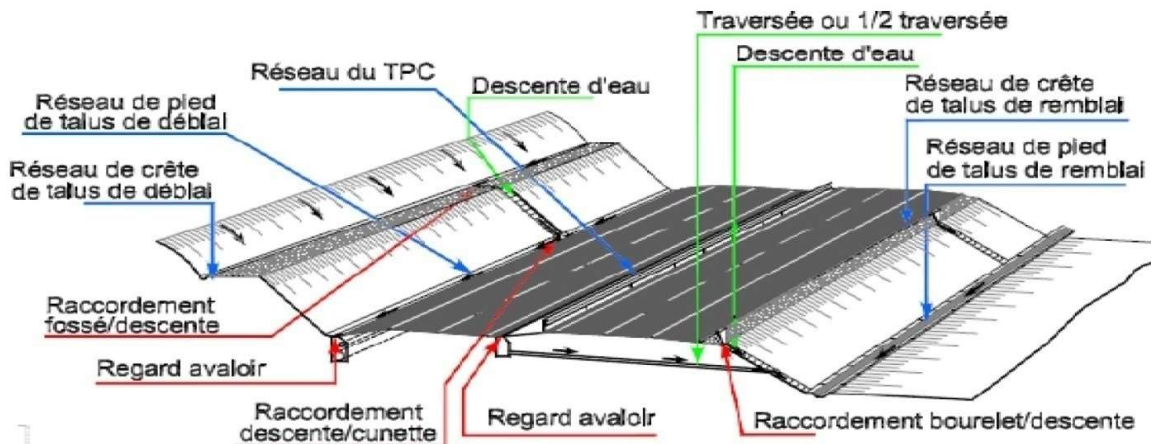 Traversée ou 1/2 traversée
Descente d'eau
Réseau du TPC
Descente d'eau
Réseau de crête
de talus de remblai
Réseau de pied
de talus de déblai
Réseau de pied
de talus de remblai
Réseau de crête
de talus de déblai
Raccordement
fossé/descente
Regard avaloir
Raccordement
descente/cunette
Regard avaloir
Raccordement bourelet/descente